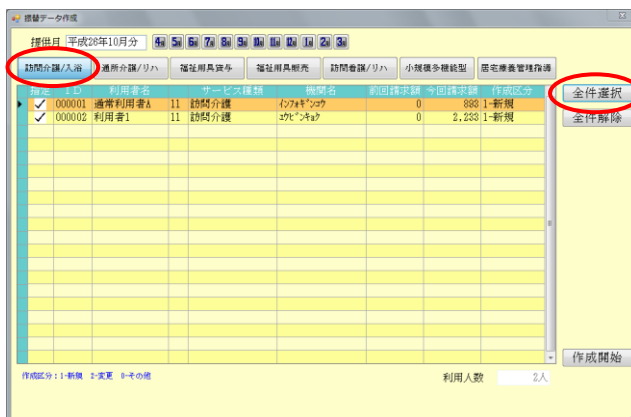 振替データ作成
提供月 平成26年10月分 4月 5月 6月 7月 8月 9月 10月 11月 12月 1月 2月 3月
訪問介護/入浴 通所介護/リハ 福祉用具貸与 福祉用具販売 訪問看護/リハ 小規模多機能型 居宅療養管理指導
指定 ID 利用者名 サービス種類 機関名 前回請求額 今回請求額 作成区分 全件選択
000001 通常利用者A 11 訪問介護 ｲﾝﾌｫｷﾞﾝｺｳ 0 893 1-新規 全件解除
000002 利用者1 11 訪問介護 ﾕｳﾋﾞﾝｷｮｸ 0 2,233 1-新規
作成開始
作成区分：1-新規 2-変更 0-その他 利用人数 2人